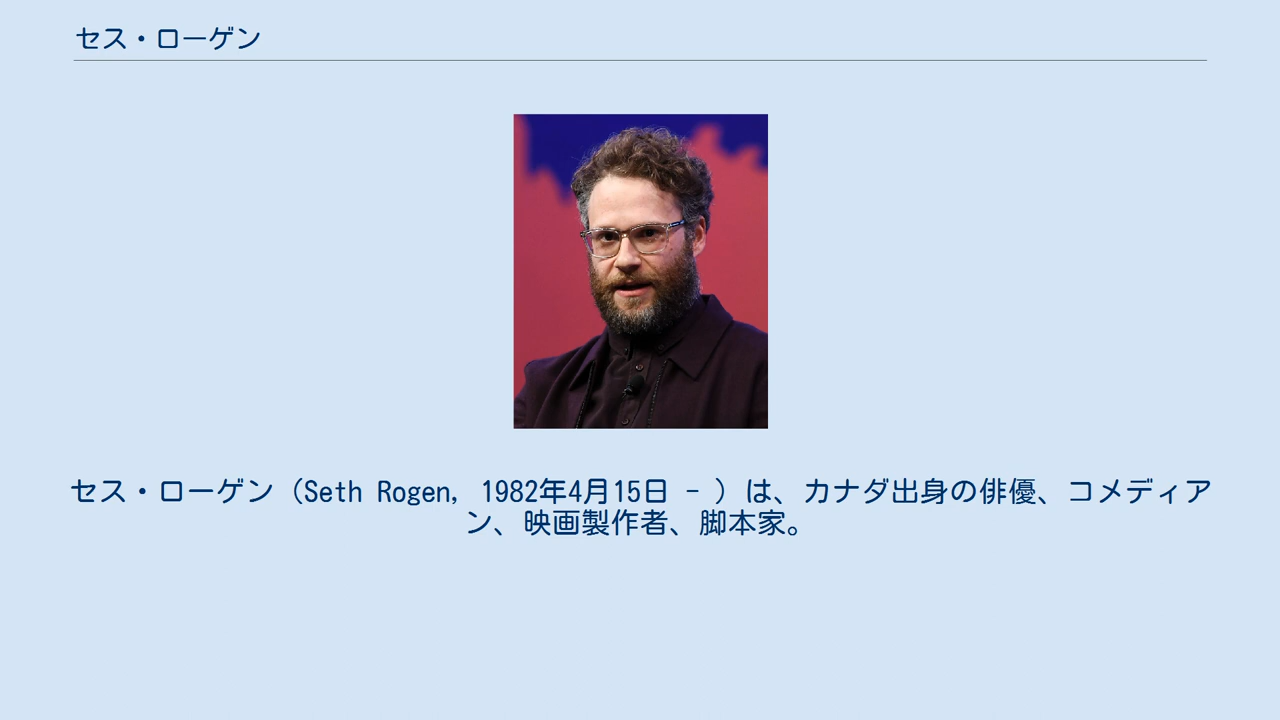 セス・ローゲン
セス・ローゲン（Seth Rogen, 1982年4月15日 - ）は、カナダ出身の俳優、コメディア
ン、映画製作者、脚本家。